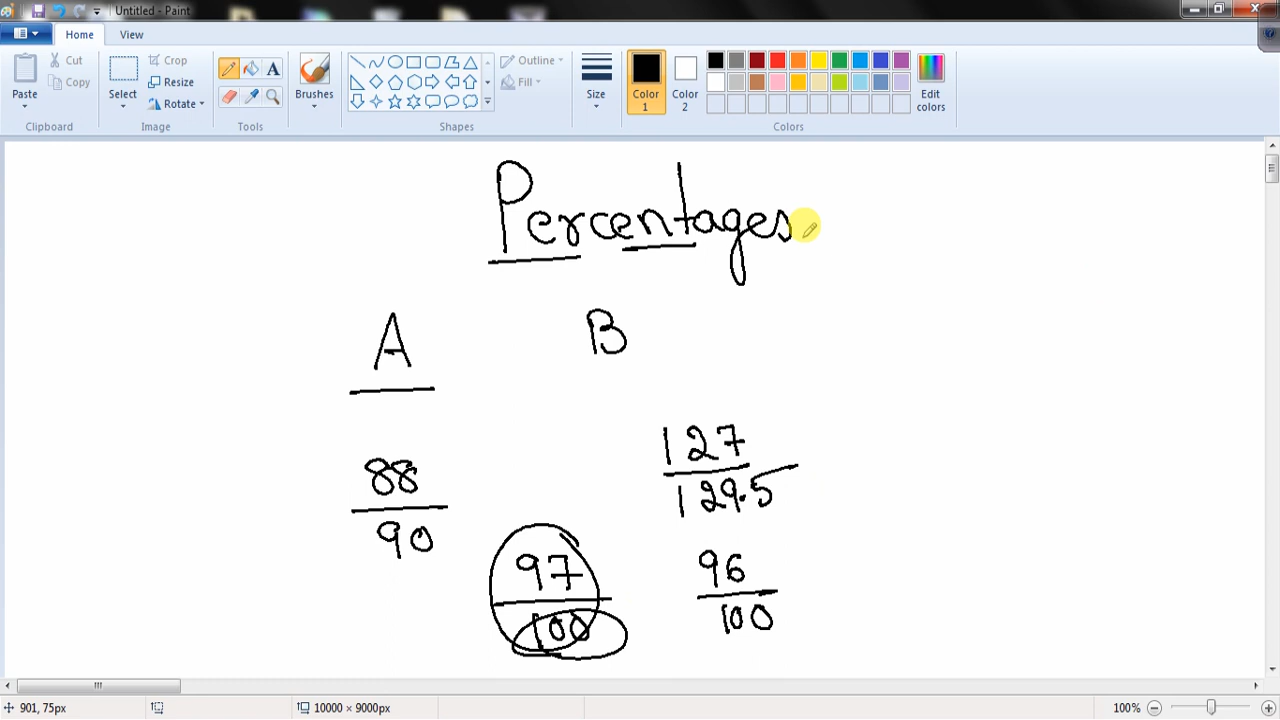 Untitled - Paint
Home View
Paste
Cut
Copy
Clipboard
Select
Crop
Resize
Rotate
Image
A
Tools
Brushes
Shapes
Outline
Fill
Size
Color 1
Color 2
Edit colors
Colors
Percentages
A B
88
90
97
100
127
129.5
96
100
901, 75px
10000 × 9000px
100%